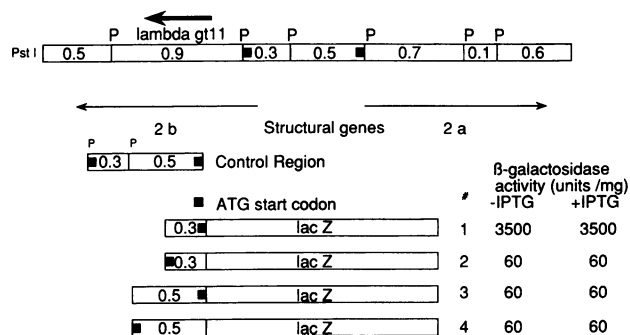 P lambda gt11 P P P P P
Pst I 0.5 0.9 0.3 0.5 0.7 0.1 0.6
2 b Structural genes 2 a
P P
0.3 0.5 Control Region
ß-galactosidase
activity (units /mg)
ATG start codon # -IPTG +IPTG
0.3 lac Z 1 3500 3500
0.3 lac Z 2 60 60
0.5 lac Z 3 60 60
0.5 lac Z 4 60 60